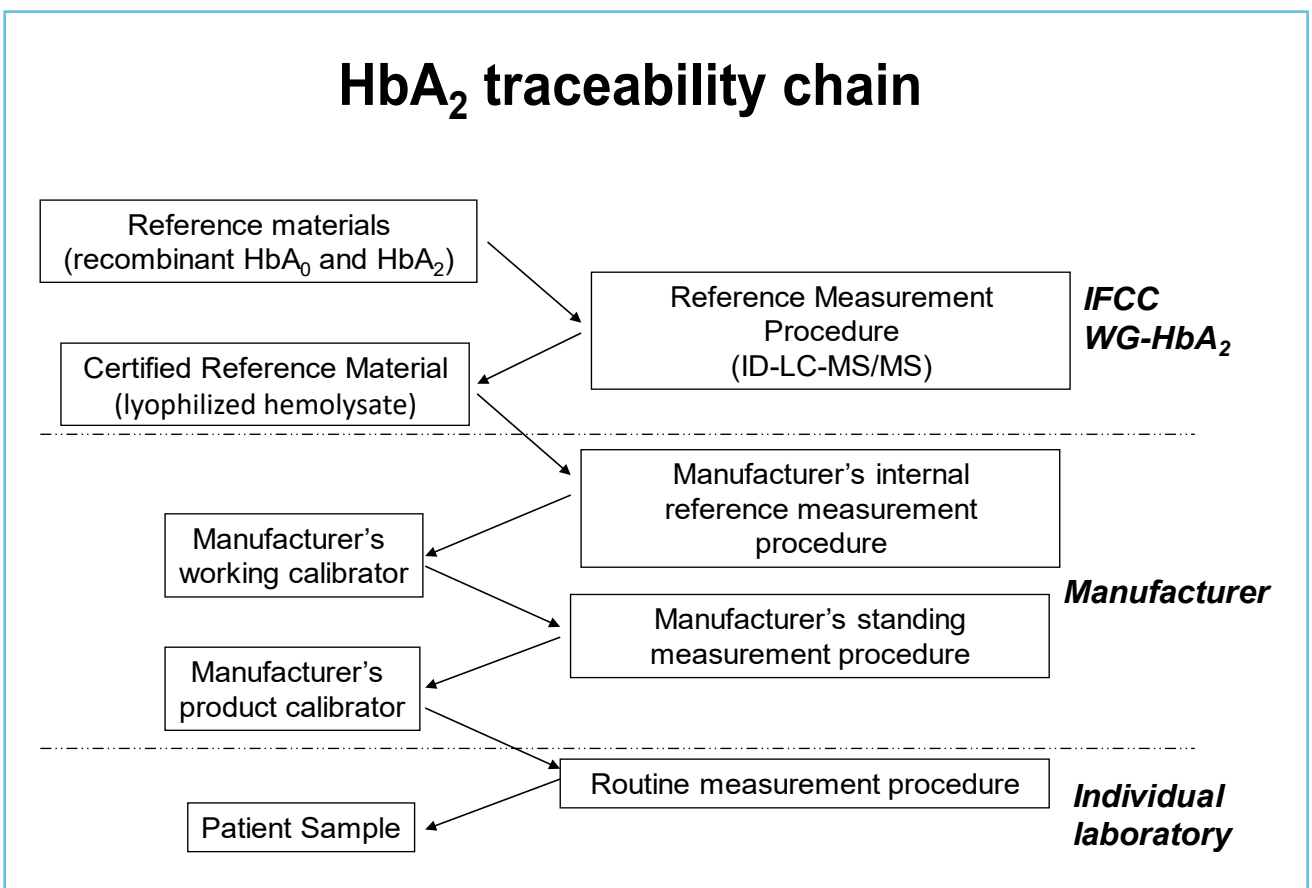 HbA₂ traceability chain
Reference materials
(recombinant HbA₀ and HbA₂)
Reference Measurement
Procedure
(ID-LC-MS/MS)
IFCC
WG-HbA₂
Certified Reference Material
(lyophilized hemolysate)
Manufacturer’s internal
reference measurement
procedure
Manufacturer’s
working calibrator
Manufacturer
Manufacturer’s standing
measurement procedure
Manufacturer’s
product calibrator
Routine measurement procedure
Individual
laboratory
Patient Sample